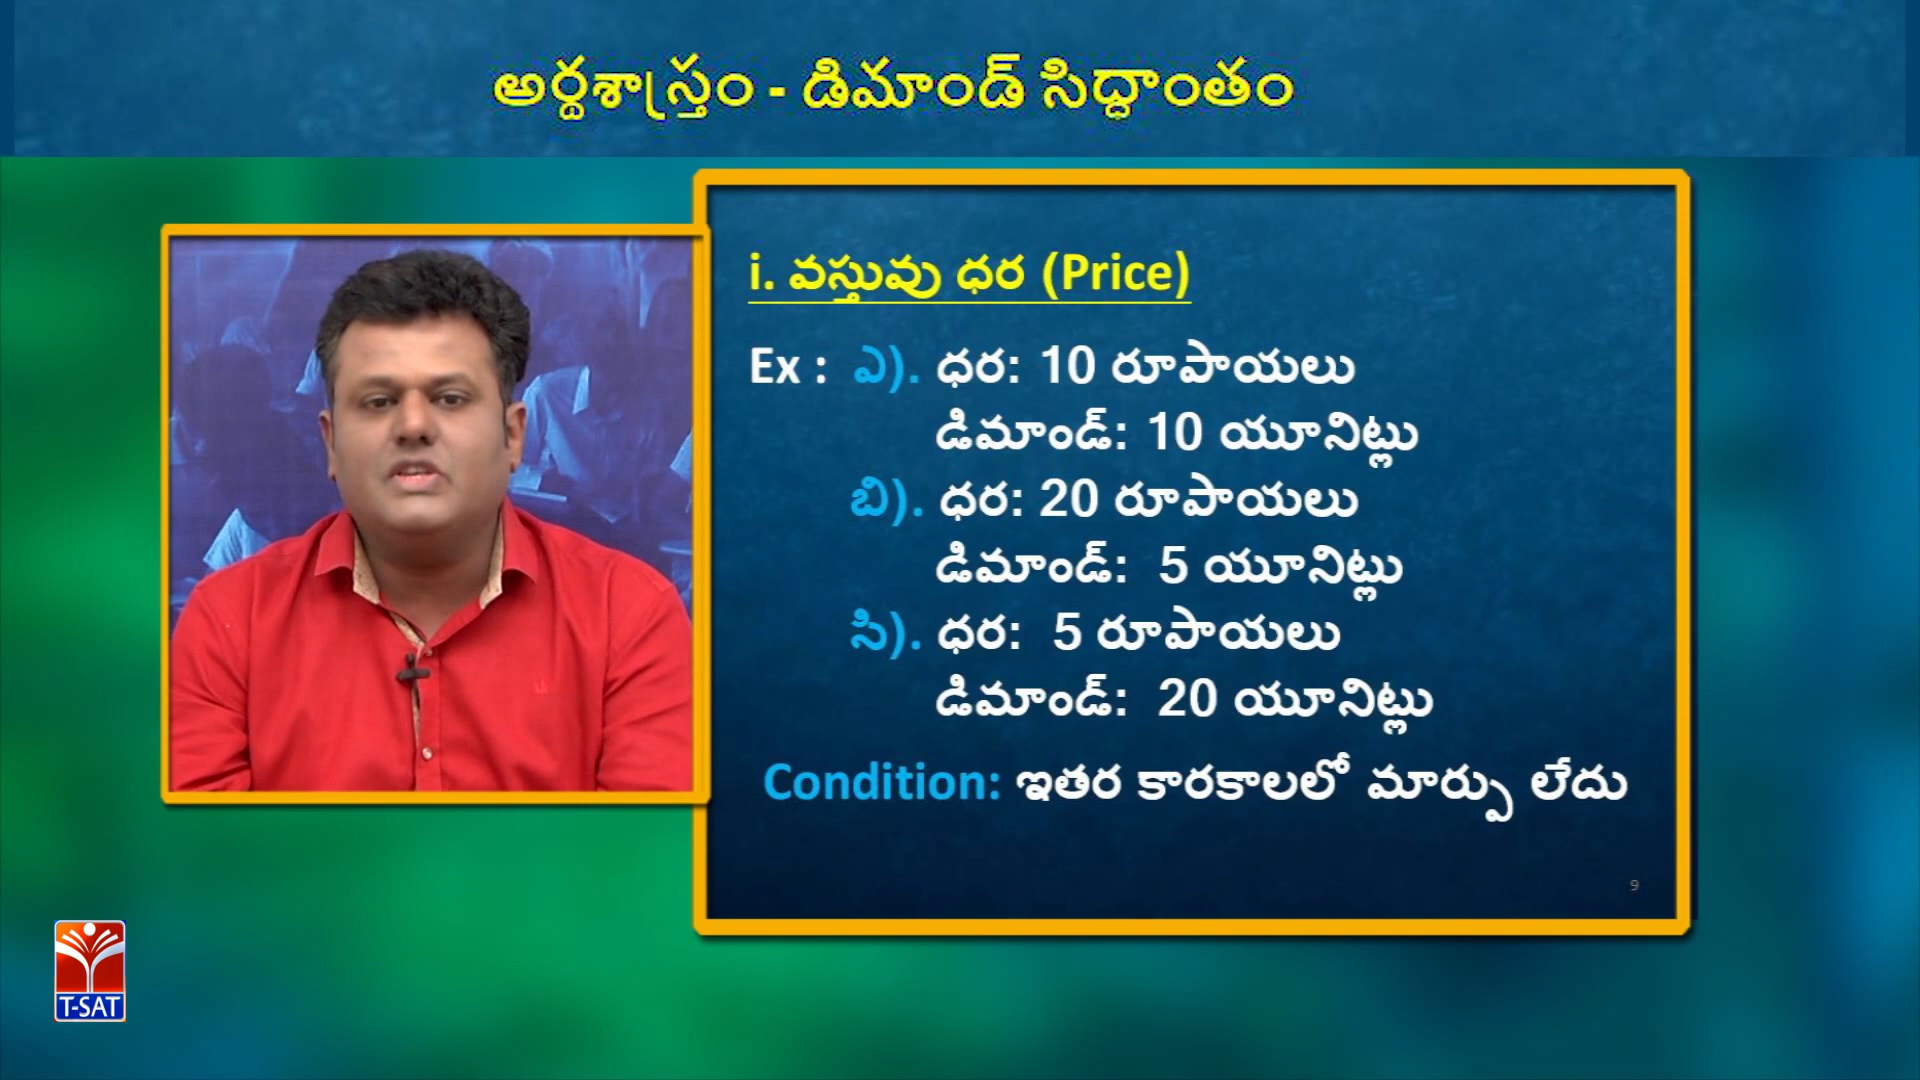 అర్థశాస్త్రం - డిమాండ్ సిద్ధాంతం
i. వస్తువు ధర (Price)
Ex : ఎ). ధర: 10 రూపాయలు
డిమాండ్: 10 యూనిట్లు
బి). ధర: 20 రూపాయలు
డిమాండ్: 5 యూనిట్లు
సి). ధర: 5 రూపాయలు
డిమాండ్: 20 యూనిట్లు
Condition: ఇతర కారకాలలో మార్పు లేదు
9
T-SAT